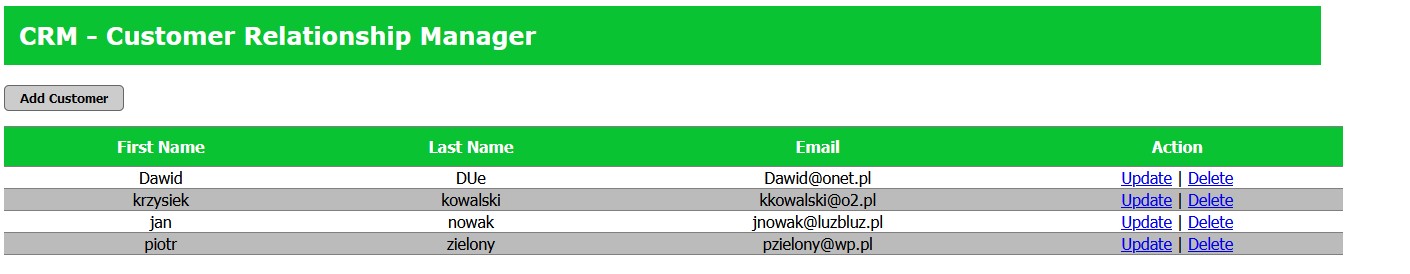 CRM - Customer Relationship Manager
Add Customer
First Name Last Name Email Action
Dawid DUe Dawid@onet.pl Update | Delete
krzysiek kowalski kkowalski@o2.pl Update | Delete
jan nowak jnowak@luzbluz.pl Update | Delete
piotr zielony pzielony@wp.pl Update | Delete